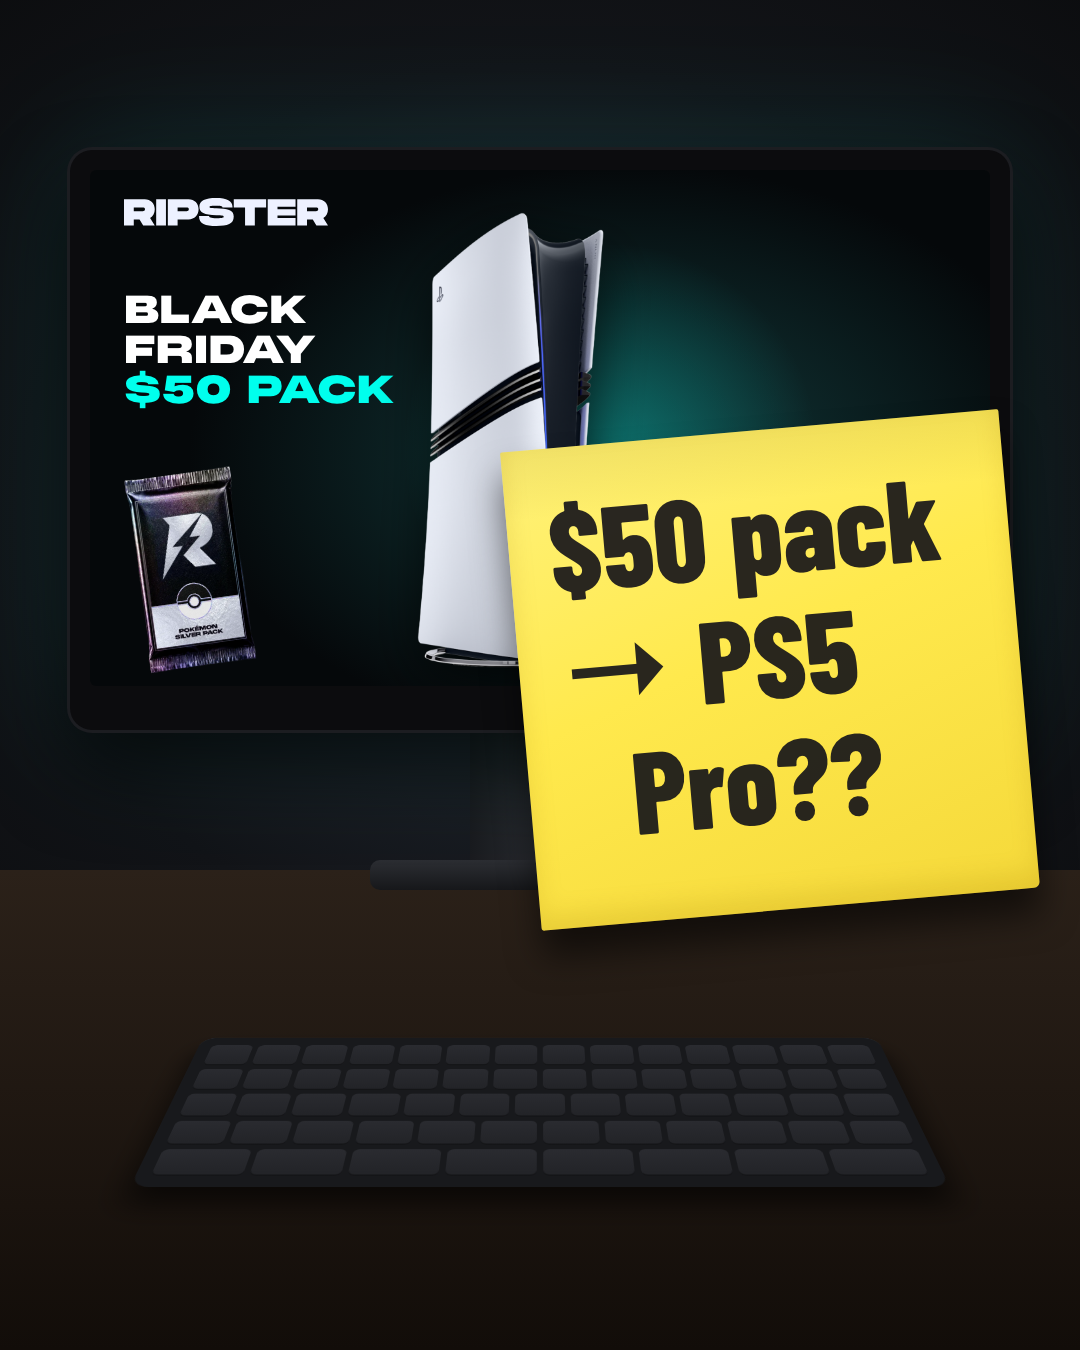 RIPSTER
BLACK
FRIDAY
$50 PACK
POKÉMON
SILVER PACK
$50 pack
→ PS5
Pro??